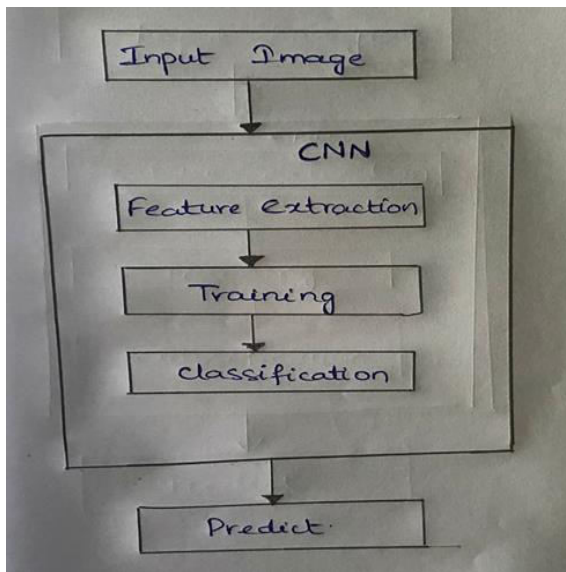 Input Image
CNN
Feature extraction
Training
classification
Predict.